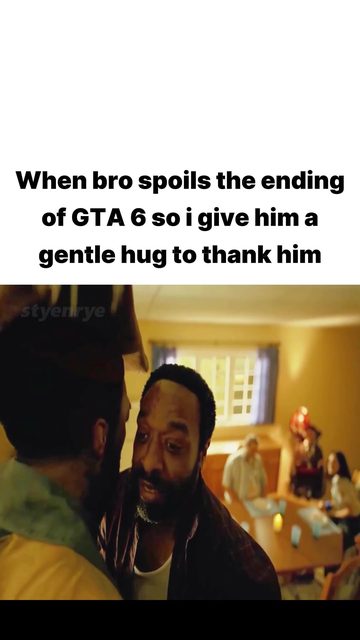 When bro spoils the ending
of GTA 6 so i give him a
gentle hug to thank him
styenrye